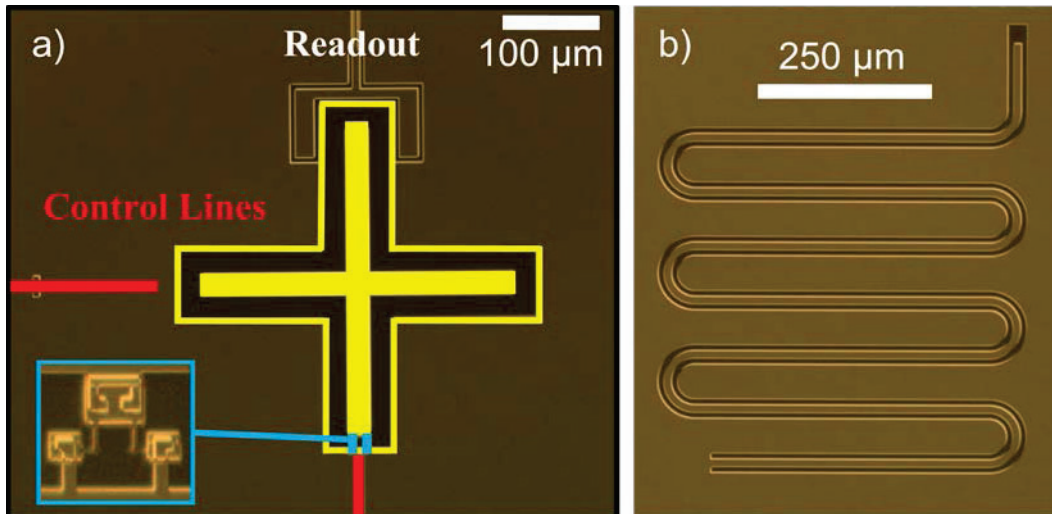 a)
Readout
100 µm
Control Lines
b)
250 µm